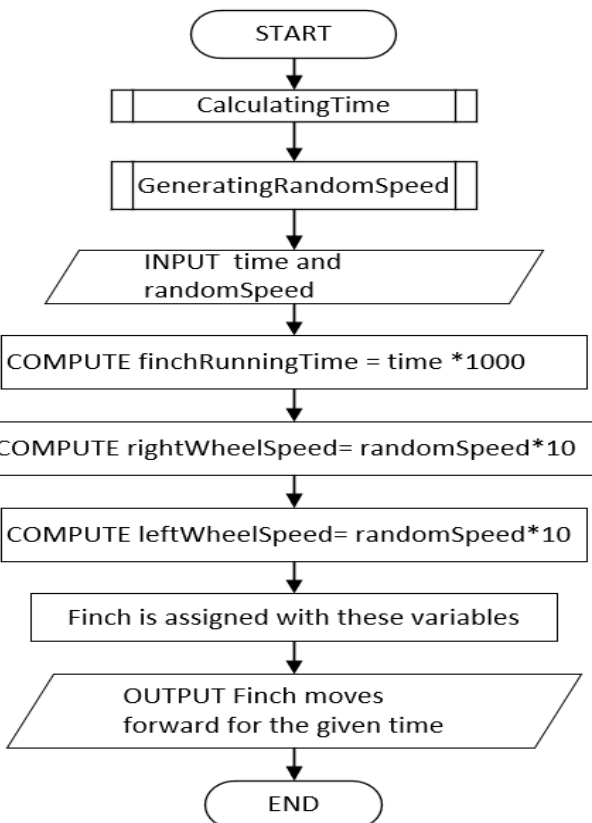 START
CalculatingTime
GeneratingRandomSpeed
INPUT time and
randomSpeed
COMPUTE finchRunningTime = time *1000
COMPUTE rightWheelSpeed= randomSpeed*10
COMPUTE leftWheelSpeed= randomSpeed*10
Finch is assigned with these variables
OUTPUT Finch moves
forward for the given time
END